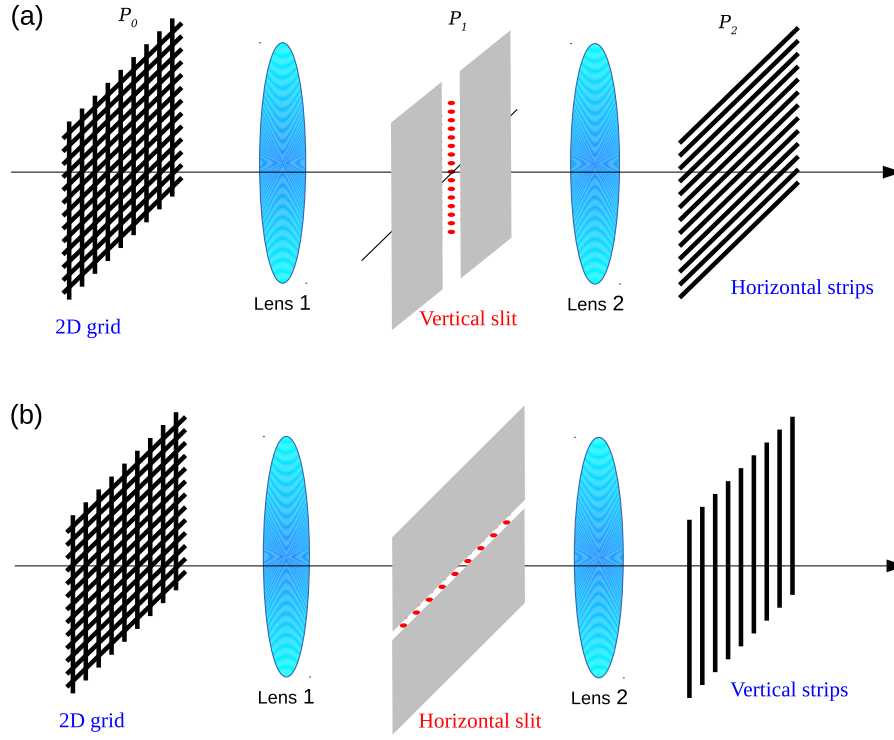 (a)
P0
P1
P2
Lens 1
Lens 2
Horizontal strips
Vertical slit
2D grid
(b)
Lens 1
Lens 2
Vertical strips
2D grid
Horizontal slit